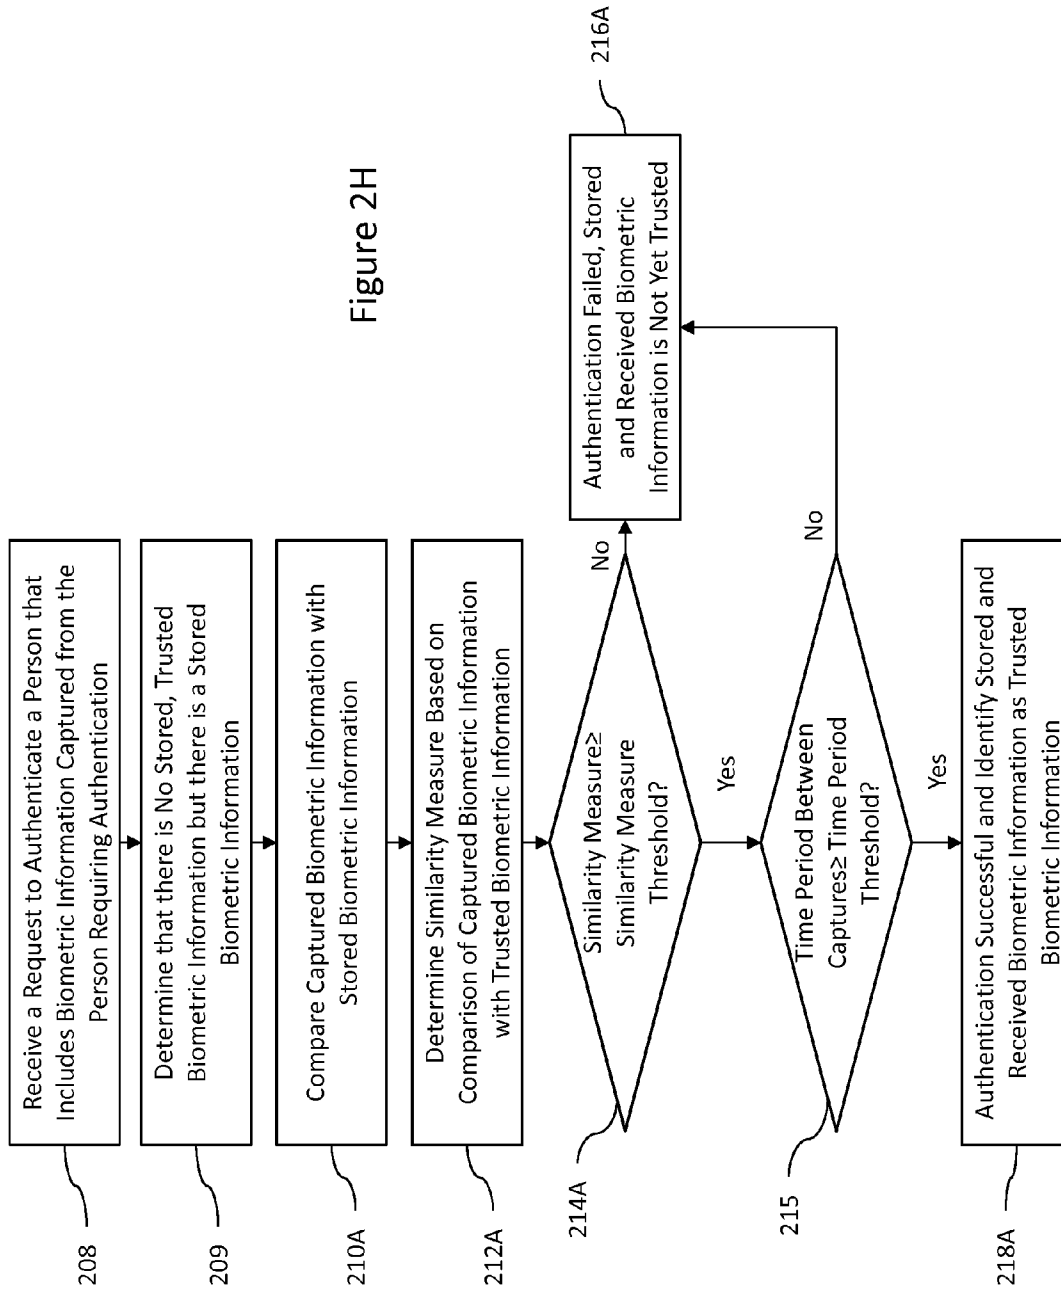 Figure 2H
208
Receive a Request to Authenticate a Person that
Includes Biometric Information Captured from the
Person Requiring Authentication
209
Determine that there is No Stored, Trusted
Biometric Information but there is a Stored
Biometric Information
210A
Compare Captured Biometric Information with
Stored Biometric Information
212A
Determine Similarity Measure Based on
Comparison of Captured Biometric Information
with Trusted Biometric Information
214A
Similarity Measure≥
Similarity Measure
Threshold?
No
Authentication Failed, Stored
and Received Biometric
Information is Not Yet Trusted
216A
Yes
215
Time Period Between
Captures≥ Time Period
Threshold?
No
Yes
218A
Authentication Successful and Identify Stored and
Received Biometric Information as Trusted
Biometric Information